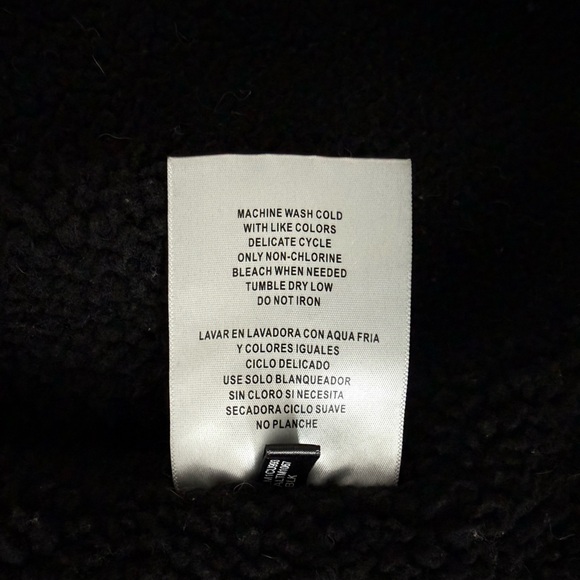 MACHINE WASH COLD
WITH LIKE COLORS
DELICATE CYCLE
ONLY NON-CHLORINE
BLEACH WHEN NEEDED
TUMBLE DRY LOW
DO NOT IRON
LAVAR EN LAVADORA CON AQUA FRIA
Y COLORES IGUALES
CICLO DELICADO
USE SOLO BLANQUEADOR
SIN CLORO SI NECESITA
SECADORA CICLO SUAVE
NO PLANCHE
BLK